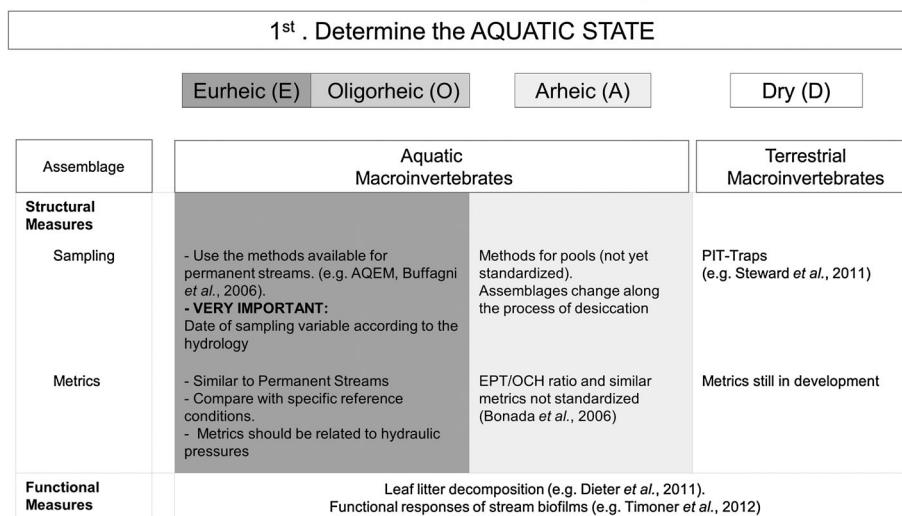 1st . Determine the AQUATIC STATE
Eurheic (E) Oligorheic (O) Arheic (A) Dry (D)
Assemblage
Aquatic
Macroinvertebrates
Terrestrial
Macroinvertebrates
Structural
Measures
Sampling
- Use the methods available for
permanent streams. (e.g. AQEM, Buffagni
et al., 2006).
- VERY IMPORTANT:
Date of sampling variable according to the
hydrology
Methods for pools (not yet
standardized).
Assemblages change along
the process of desiccation
PIT-Traps
(e.g. Steward et al., 2011)
Metrics
- Similar to Permanent Streams
- Compare with specific reference
conditions.
- Metrics should be related to hydraulic
pressures
EPT/OCH ratio and similar
metrics not standardized
(Bonada et al., 2006)
Metrics still in development
Functional
Measures
Leaf litter decomposition (e.g. Dieter et al., 2011).
Functional responses of stream biofilms (e.g. Timoner et al., 2012)